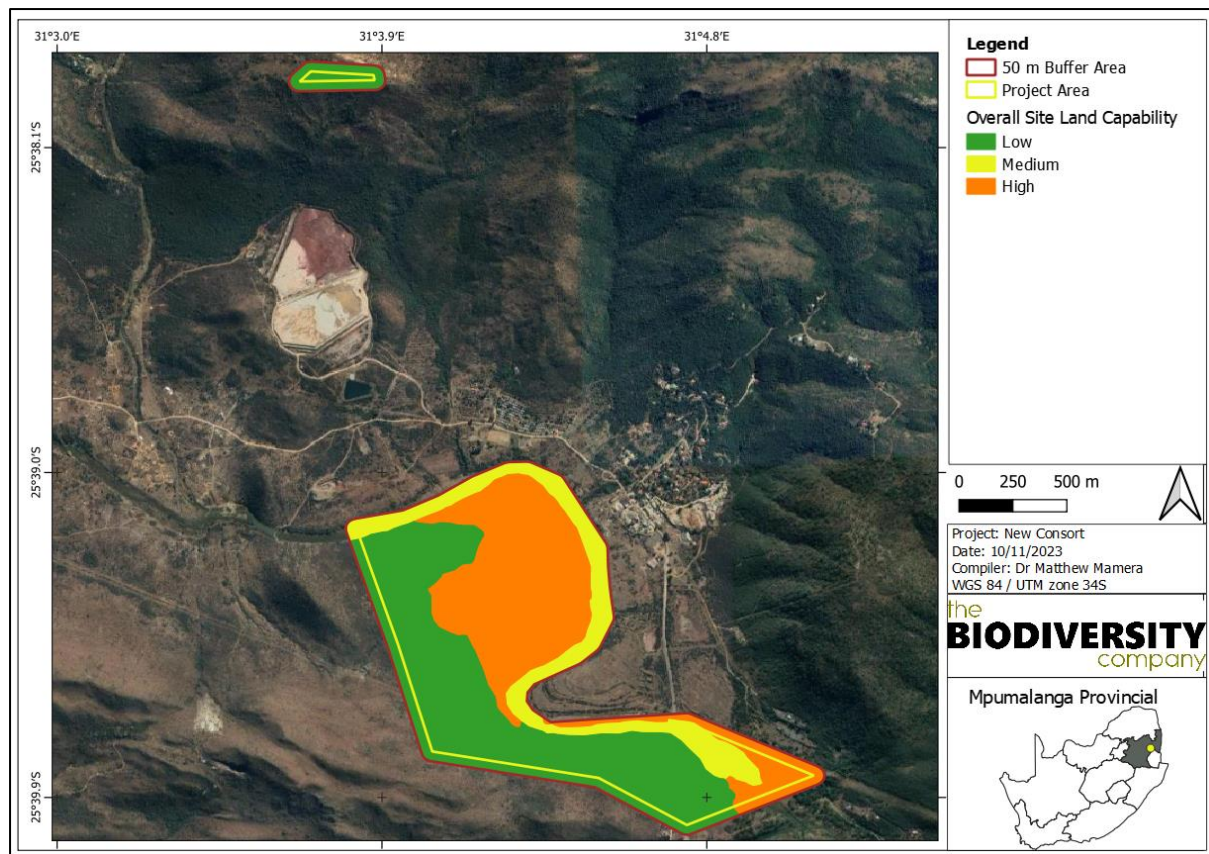 31°3.0'E 31°3.9'E 31°4.8'E
25°38.1'S
25°39.0'S
25°39.9'S
Legend
50 m Buffer Area
Project Area
Overall Site Land Capability
Low
Medium
High
0 250 500 m
Project: New Consort
Date: 10/11/2023
Compiler: Dr Matthew Mamera
WGS 84 / UTM zone 34S
the
BIODIVERSITY
company
Mpumalanga Provincial